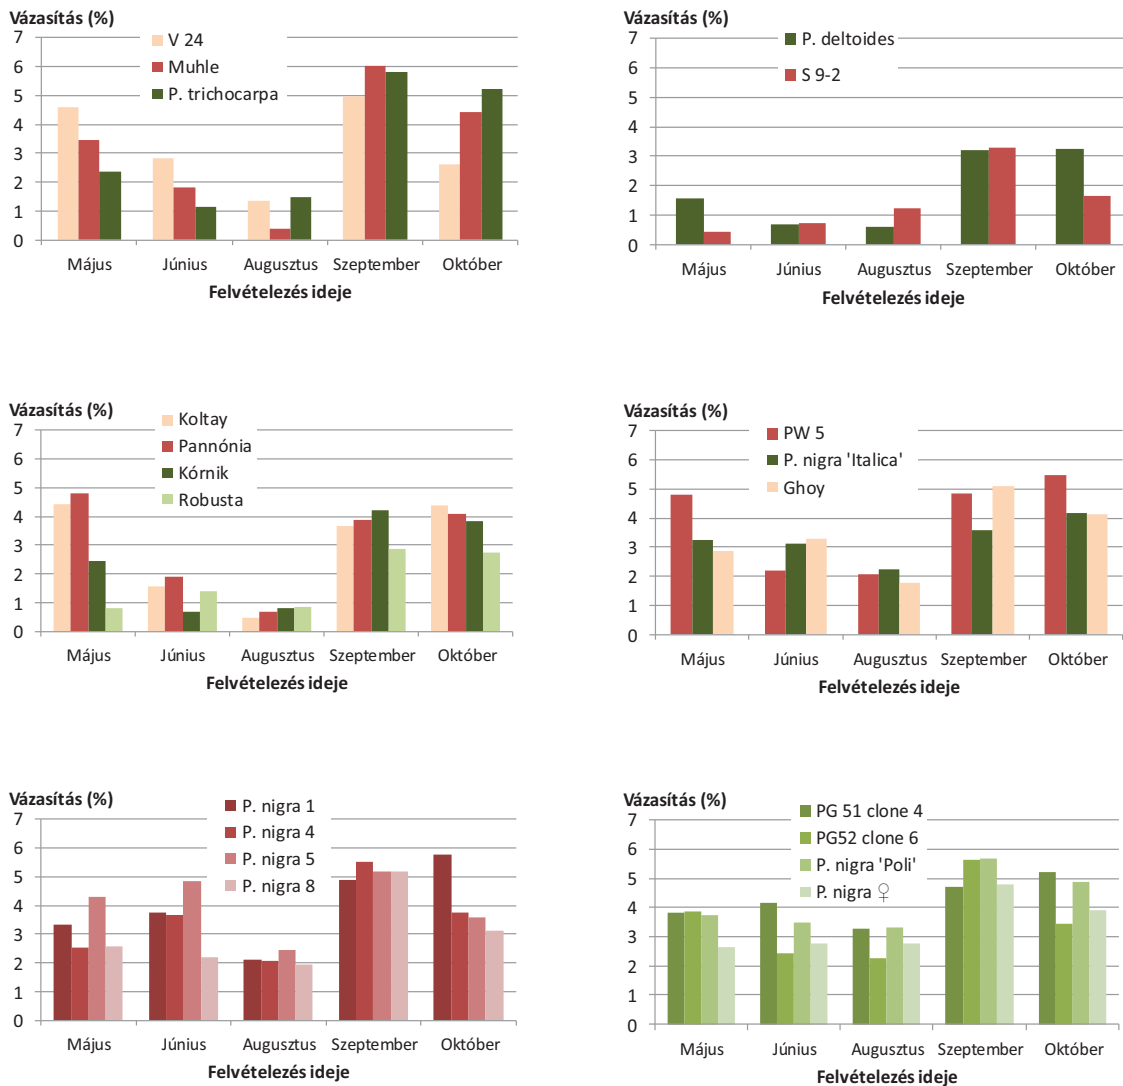 Vázasítás (%)
7
6
5
4
3
2
1
0
V 24
Muhle
P. trichocarpa
Május Június Augusztus Szeptember Október
Felvételezés ideje
Vázasítás (%)
7
6
5
4
3
2
1
0
P. deltoides
S 9-2
Május Június Augusztus Szeptember Október
Felvételezés ideje
Vázasítás (%)
7
6
5
4
3
2
1
0
Koltay
Pannónia
Kórnik
Robusta
Május Június Augusztus Szeptember Október
Felvételezés ideje
Vázasítás (%)
7
6
5
4
3
2
1
0
PW 5
P. nigra 'Italica'
Ghoy
Május Június Augusztus Szeptember Október
Felvételezés ideje
Vázasítás (%)
7
6
5
4
3
2
1
0
P. nigra 1
P. nigra 4
P. nigra 5
P. nigra 8
Május Június Augusztus Szeptember Október
Felvételezés ideje
Vázasítás (%)
7
6
5
4
3
2
1
0
PG 51 clone 4
PG52 clone 6
P. nigra 'Poli'
P. nigra ♀
Május Június Augusztus Szeptember Október
Felvételezés ideje